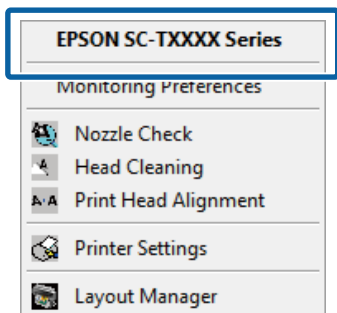 EPSON SC-TXXXX Series
Monitoring Preferences
Nozzle Check
Head Cleaning
Print Head Alignment
Printer Settings
Layout Manager